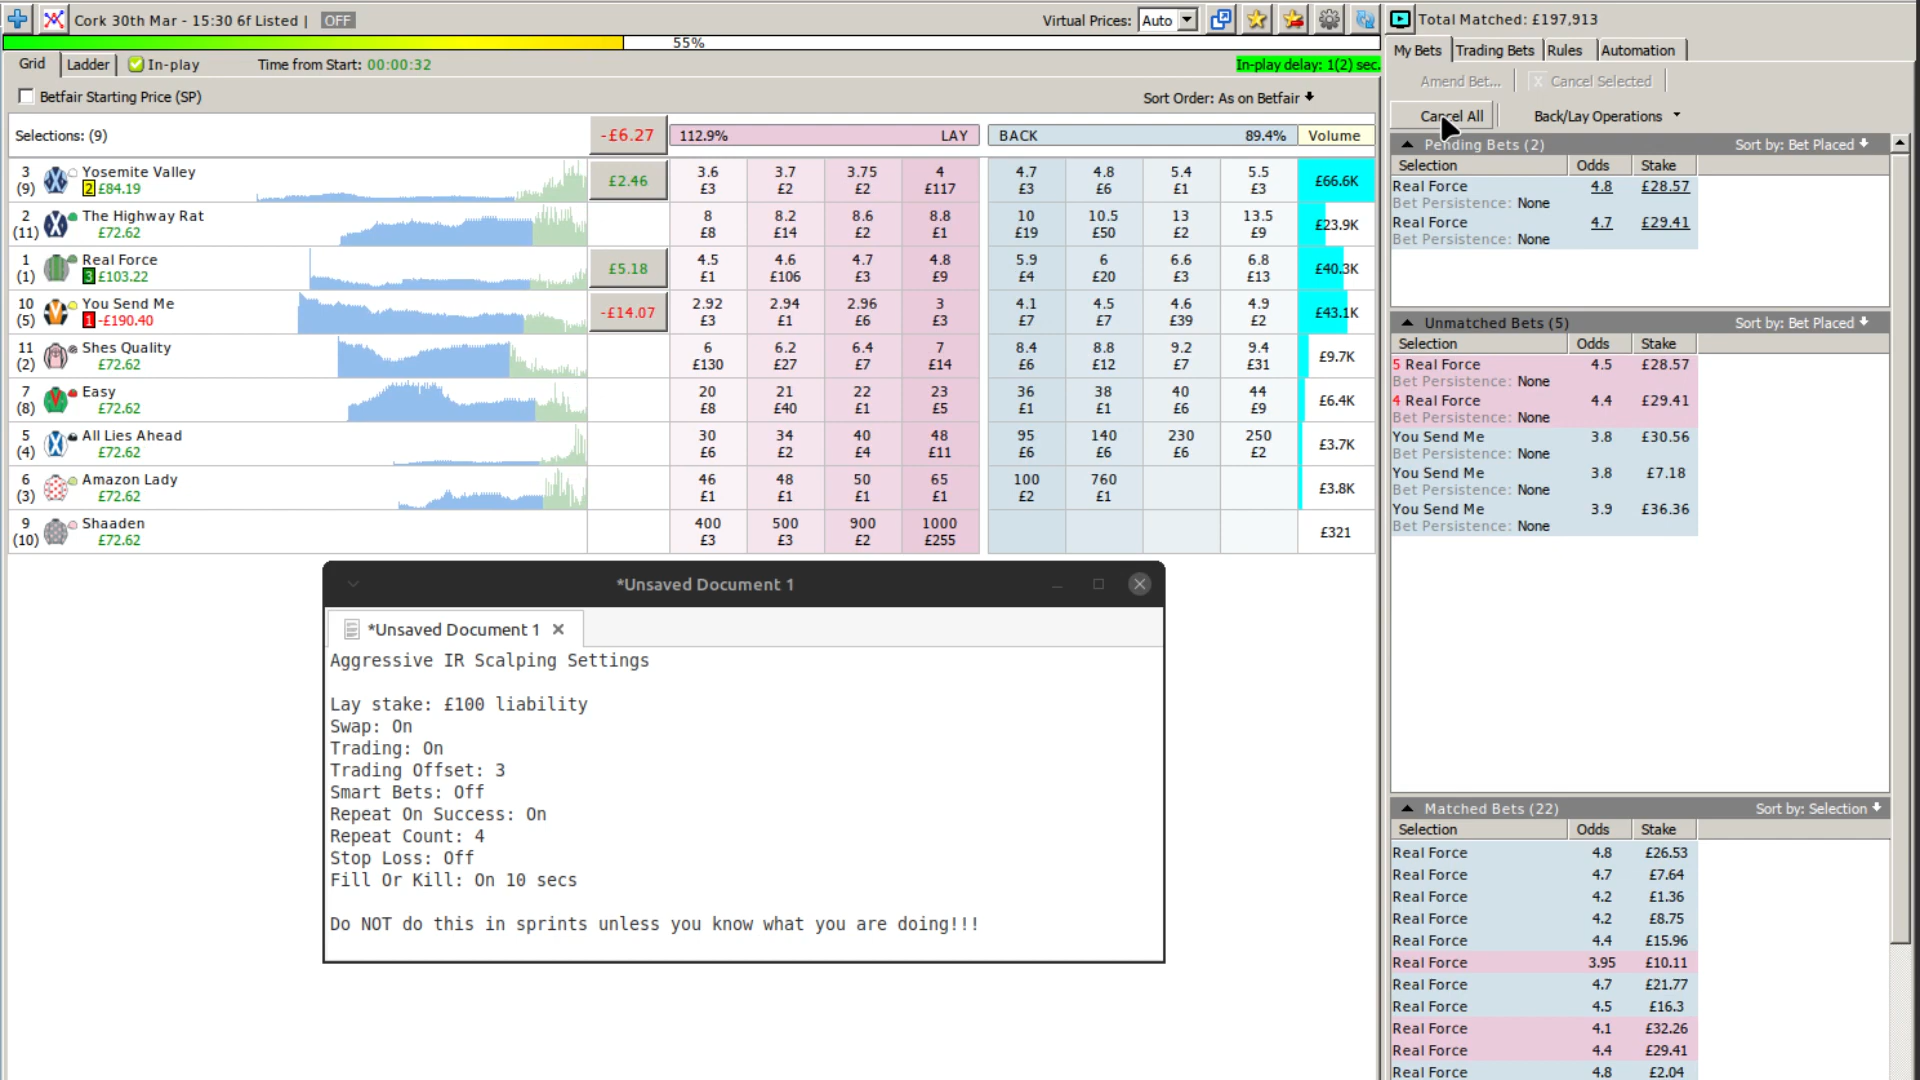 Cork 30th Mar - 15:30 6f Listed | OFF
Virtual Prices: Auto
Total Matched: £197,913
55%
Grid Ladder In-play Time from Start: 00:00:32 In-play delay: 1(2) sec.
Betfair Starting Price (SP) Sort Order: As on Betfair
Selections: (9) -£6.27 112.9% LAY BACK 89.4% Volume
3 Yosemite Valley £2.46 3.6 3.7 3.75 4 4.7 4.8 5.4 5.5 £66.6K
(9) 2 £84.19 £3 £2 £2 £117 £3 £6 £1 £3
2 The Highway Rat 8 8.2 8.6 8.8 10 10.5 13 13.5 £23.9K
(11) £72.62 £8 £14 £2 £1 £19 £50 £2 £9
1 Real Force £5.18 4.5 4.6 4.7 4.8 5.9 6 6.6 6.8 £40.3K
(1) 3 £103.22 £1 £106 £3 £9 £4 £20 £3 £13
10 You Send Me -£14.07 2.92 2.94 2.96 3 4.1 4.5 4.6 4.9 £43.1K
(5) 1 -£190.40 £3 £1 £6 £3 £7 £7 £39 £2
11 Shes Quality 6 6.2 6.4 7 8.4 8.8 9.2 9.4 £9.7K
(2) £72.62 £130 £27 £7 £14 £6 £12 £7 £31
7 Easy 20 21 22 23 36 38 40 44 £6.4K
(8) £72.62 £8 £40 £1 £5 £1 £1 £6 £9
5 All Lies Ahead 30 34 40 48 95 140 230 250 £3.7K
(4) £72.62 £6 £2 £4 £11 £6 £6 £6 £2
6 Amazon Lady 46 48 50 65 100 760 £3.8K
(3) £72.62 £1 £1 £1 £1 £2 £1
9 Shaaden 400 500 900 1000 £321
(10) £72.62 £3 £3 £2 £255
*Unsaved Document 1
*Unsaved Document 1
Aggressive IR Scalping Settings
Lay stake: £100 liability
Swap: On
Trading: On
Trading Offset: 3
Smart Bets: Off
Repeat On Success: On
Repeat Count: 4
Stop Loss: Off
Fill Or Kill: On 10 secs
Do NOT do this in sprints unless you know what you are doing!!!
My Bets Trading Bets Rules Automation
Amend Bet... X Cancel Selected
Cancel All Back/Lay Operations
Pending Bets (2) Sort by: Bet Placed
Selection Odds Stake
Real Force 4.8 £28.57
Bet Persistence: None
Real Force 4.7 £29.41
Bet Persistence: None
Unmatched Bets (5) Sort by: Bet Placed
Selection Odds Stake
5 Real Force 4.5 £28.57
Bet Persistence: None
4 Real Force 4.4 £29.41
Bet Persistence: None
You Send Me 3.8 £30.56
Bet Persistence: None
You Send Me 3.8 £7.18
Bet Persistence: None
You Send Me 3.9 £36.36
Bet Persistence: None
Matched Bets (22) Sort by: Selection
Selection Odds Stake
Real Force 4.8 £26.53
Real Force 4.7 £7.64
Real Force 4.2 £1.36
Real Force 4.2 £8.75
Real Force 4.4 £15.96
Real Force 3.95 £10.11
Real Force 4.7 £21.77
Real Force 4.5 £16.3
Real Force 4.1 £32.26
Real Force 4.4 £29.41
Real Force 4.8 £2.04